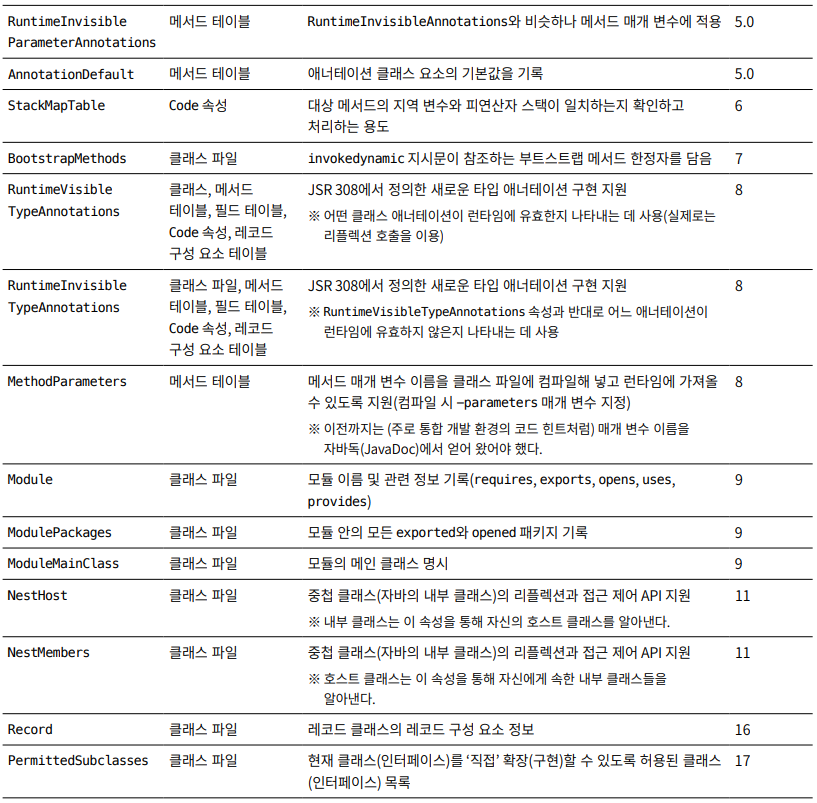 RuntimeInvisible 메서드 테이블 RuntimeInvisibleAnnotations와 비슷하나 메서드 매개 변수에 적용 5.0
ParameterAnnotations
AnnotationDefault 메서드 테이블 애너테이션 클래스 요소의 기본값을 기록 5.0
StackMapTable Code 속성 대상 메서드의 지역 변수와 피연산자 스택이 일치하는지 확인하고 6
처리하는 용도
BootstrapMethods 클래스 파일 invokedynamic 지시문이 참조하는 부트스트랩 메서드 한정자를 담음 7
RuntimeVisible 클래스, 메서드 JSR 308에서 정의한 새로운 타입 애너테이션 구현 지원 8
TypeAnnotations 테이블, 필드 테이블, ※ 어떤 클래스 애너테이션이 런타임에 유효한지 나타내는 데 사용(실제로는
Code 속성, 레코드 리플렉션 호출을 이용)
구성 요소 테이블
RuntimeInvisible 클래스 파일, 메서드 JSR 308에서 정의한 새로운 타입 애너테이션 구현 지원 8
TypeAnnotations 테이블, 필드 테이블, ※ RuntimeVisibleTypeAnnotations 속성과 반대로 어느 애너테이션이
Code 속성, 레코드 런타임에 유효하지 않은지 나타내는 데 사용
구성 요소 테이블
MethodParameters 메서드 테이블 메서드 매개 변수 이름을 클래스 파일에 컴파일해 넣고 런타임에 가져올 8
수 있도록 지원(컴파일 시 –parameters 매개 변수 지정)
※ 이전까지는 (주로 통합 개발 환경의 코드 힌트처럼) 매개 변수 이름을
자바독(JavaDoc)에서 얻어 왔어야 했다.
Module 클래스 파일 모듈 이름 및 관련 정보 기록(requires, exports, opens, uses, 9
provides)
ModulePackages 클래스 파일 모듈 안의 모든 exported와 opened 패키지 기록 9
ModuleMainClass 클래스 파일 모듈의 메인 클래스 명시 9
NestHost 클래스 파일 중첩 클래스(자바의 내부 클래스)의 리플렉션과 접근 제어 API 지원 11
※ 내부 클래스는 이 속성을 통해 자신의 호스트 클래스를 알아낸다.
NestMembers 클래스 파일 중첩 클래스(자바의 내부 클래스)의 리플렉션과 접근 제어 API 지원 11
※ 호스트 클래스는 이 속성을 통해 자신에게 속한 내부 클래스들을
알아낸다.
Record 클래스 파일 레코드 클래스의 레코드 구성 요소 정보 16
PermittedSubclasses 클래스 파일 현재 클래스(인터페이스)를 ‘직접’ 확장(구현)할 수 있도록 허용된 클래스 17
(인터페이스) 목록